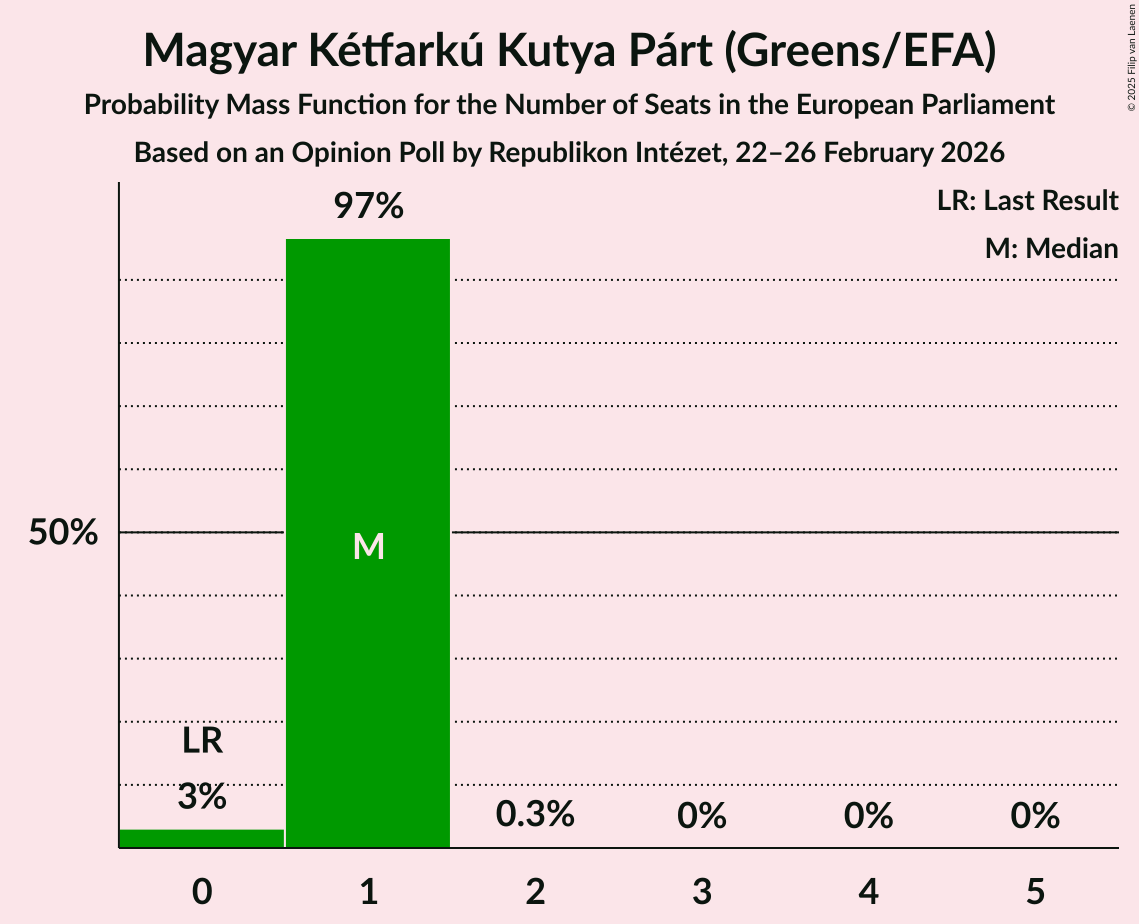 Magyar Kétfarkú Kutya Párt (Greens/EFA)
Probability Mass Function for the Number of Seats in the European Parliament
Based on an Opinion Poll by Republikon Intézet, 22–26 February 2026
© 2025 Filip van Laenen
LR: Last Result
M: Median
97%
50%
M
LR
3%
0.3%
0%
0%
0%
0
1
2
3
4
5